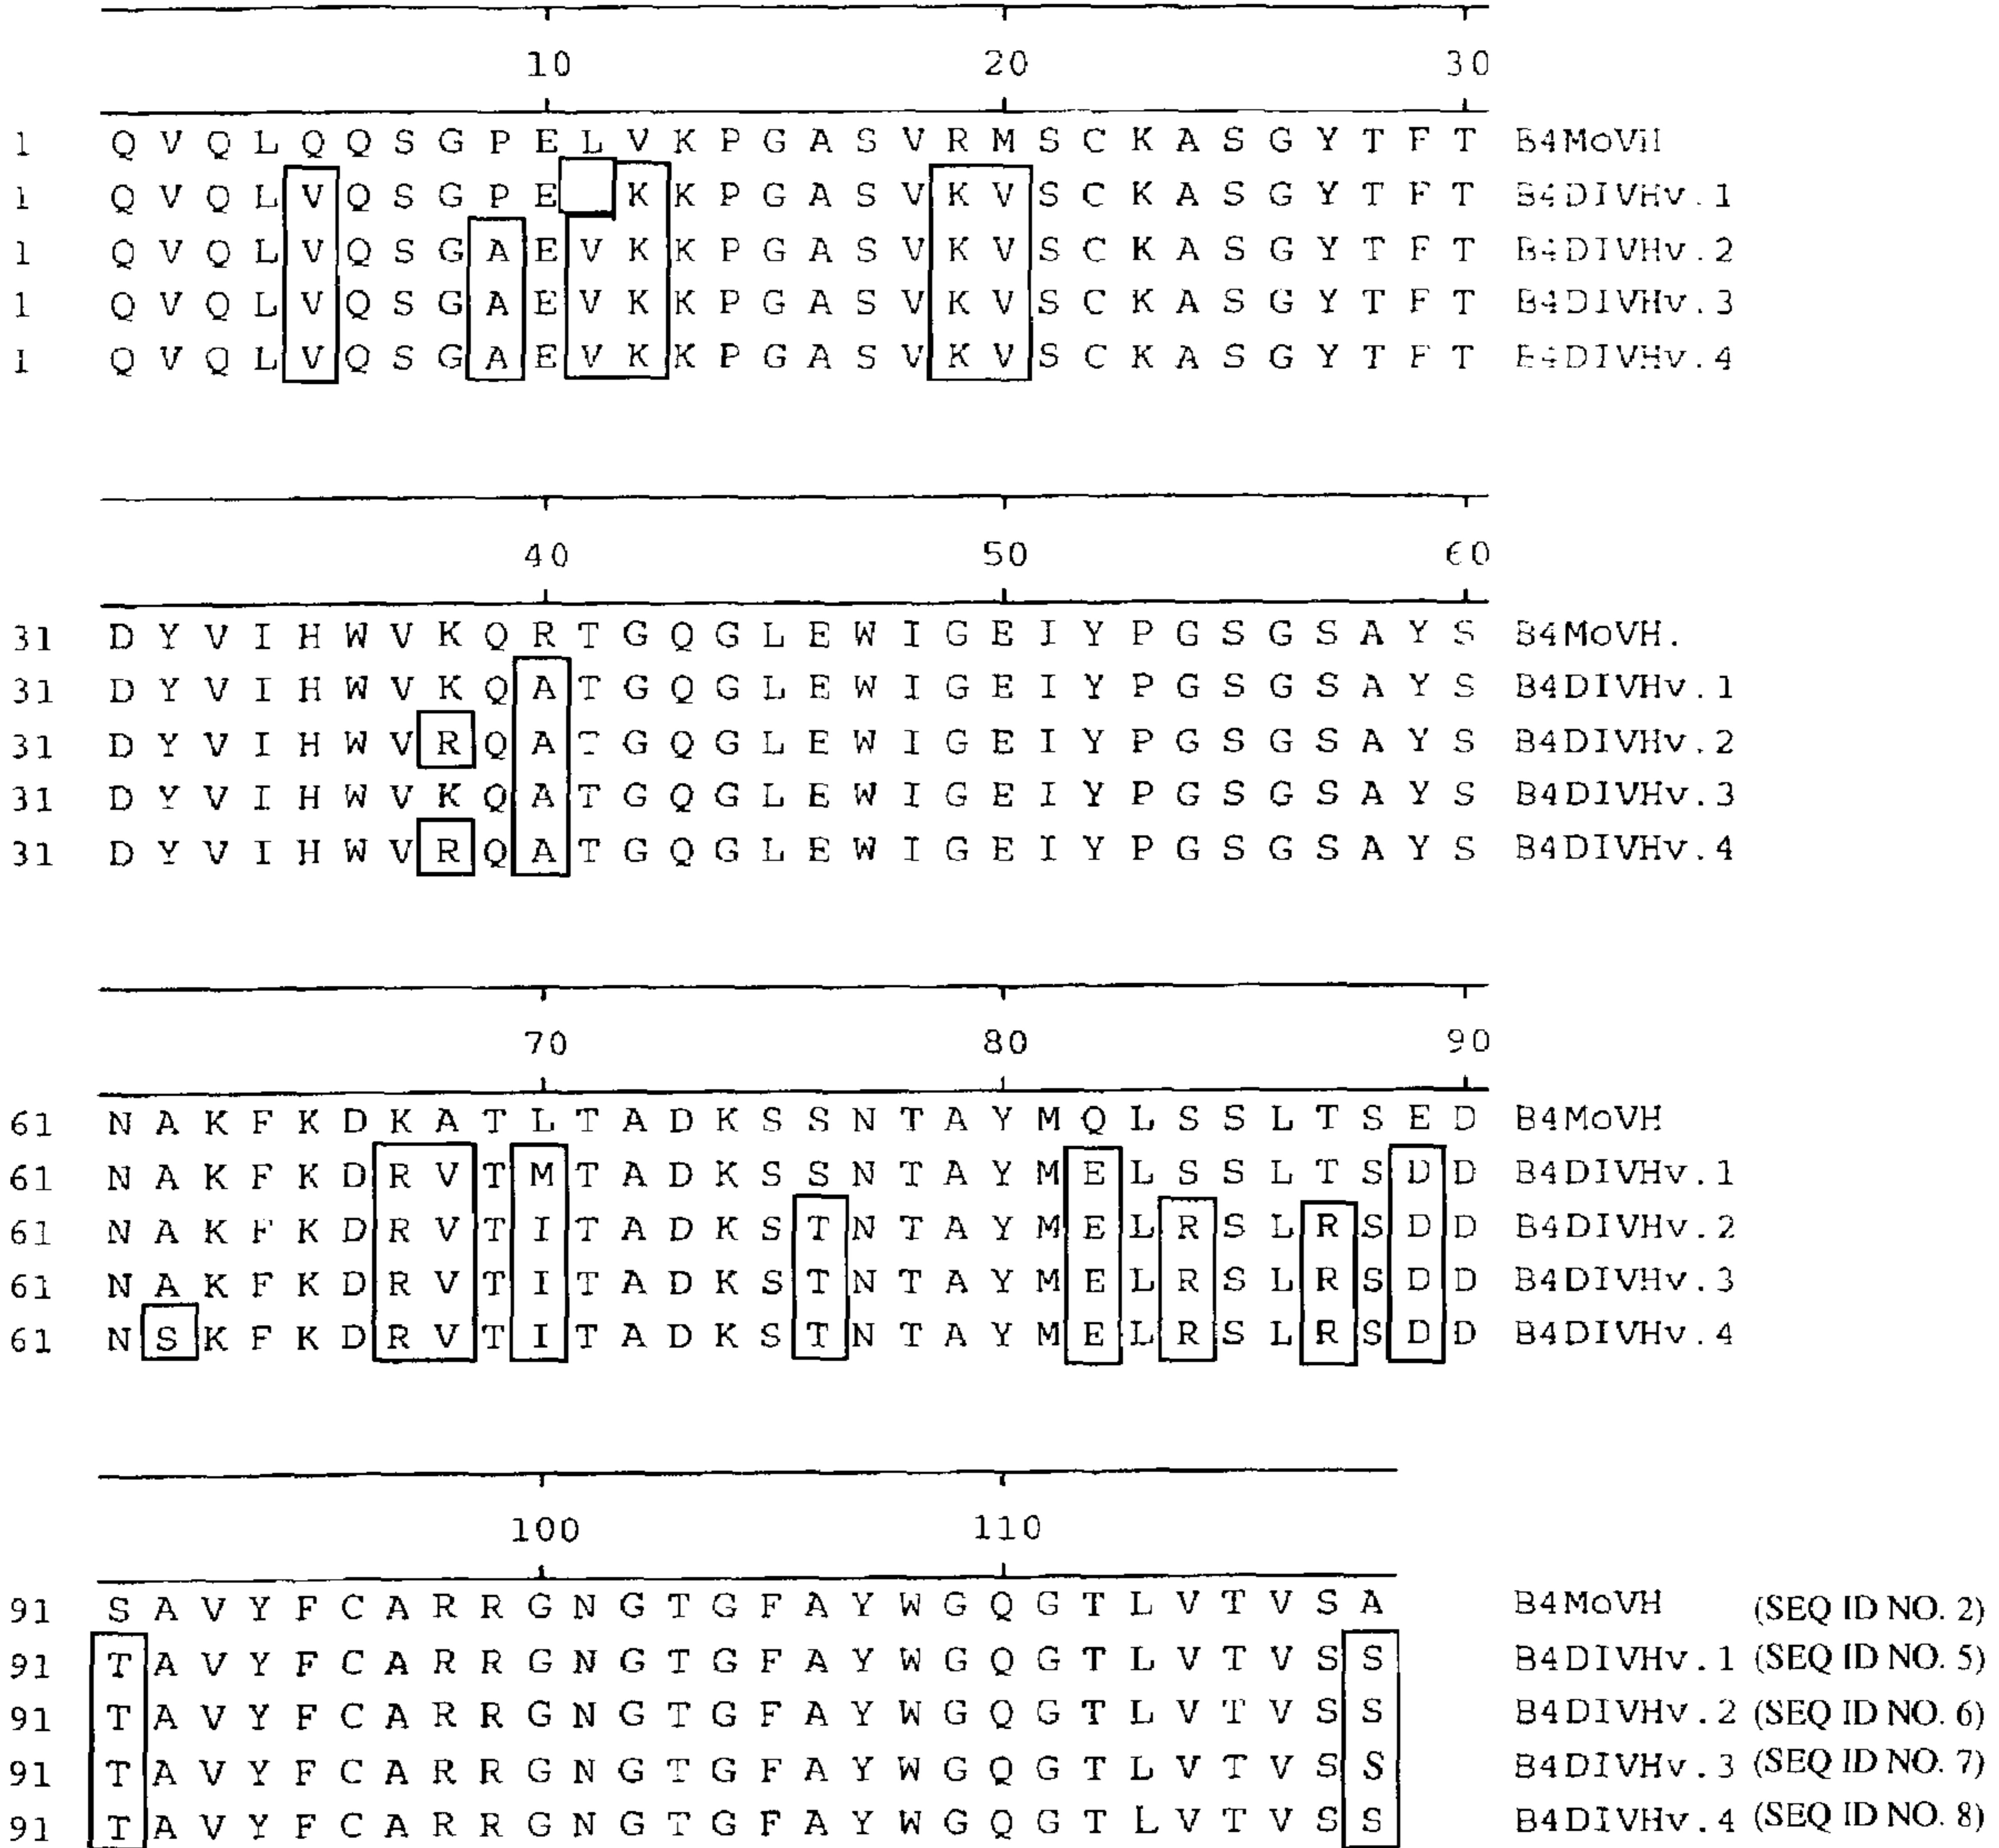 10 20 30
1 Q V Q L Q Q S G P E L V K P G A S V R M S C K A S G Y T F T B4MoVH
1 Q V Q L V Q S G P E K K P G A S V K V S C K A S G Y T F T B4DIVHv.1
1 Q V Q L V Q S G A E V K K P G A S V K V S C K A S G Y T F T B4DIVHv.2
1 Q V Q L V Q S G A E V K K P G A S V K V S C K A S G Y T F T B4DIVHv.3
1 Q V Q L V Q S G A E V K K P G A S V K V S C K A S G Y T F T B4DIVHv.4
40 50 60
31 D Y V I H W V K Q R T G Q G L E W I G E I Y P G S G S A Y S B4MoVH.
31 D Y V I H W V K Q A T G Q G L E W I G E I Y P G S G S A Y S B4DIVHv.1
31 D Y V I H W V R Q A T G Q G L E W I G E I Y P G S G S A Y S B4DIVHv.2
31 D Y V I H W V K Q A T G Q G L E W I G E I Y P G S G S A Y S B4DIVHv.3
31 D Y V I H W V R Q A T G Q G L E W I G E I Y P G S G S A Y S B4DIVHv.4
70 80 90
61 N A K F K D K A T L T A D K S S N T A Y M Q L S S L T S E D B4MoVH
61 N A K F K D R V T M T A D K S S N T A Y M E L S S L T S D D B4DIVHv.1
61 N A K F K D R V T I T A D K S T N T A Y M E L R S L R S D D B4DIVHv.2
61 N A K F K D R V T I T A D K S T N T A Y M E L R S L R S D D B4DIVHv.3
61 N S K F K D R V T I T A D K S T N T A Y M E L R S L R S D D B4DIVHv.4
100 110
91 S A V Y F C A R R G N G T G F A Y W G Q G T L V T V S A B4MoVH (SEQ ID NO. 2)
91 T A V Y F C A R R G N G T G F A Y W G Q G T L V T V S S B4DIVHv.1 (SEQ ID NO. 5)
91 T A V Y F C A R R G N G T G F A Y W G Q G T L V T V S S B4DIVHv.2 (SEQ ID NO. 6)
91 T A V Y F C A R R G N G T G F A Y W G Q G T L V T V S S B4DIVHv.3 (SEQ ID NO. 7)
91 T A V Y F C A R R G N G T G F A Y W G Q G T L V T V S S B4DIVHv.4 (SEQ ID NO. 8)